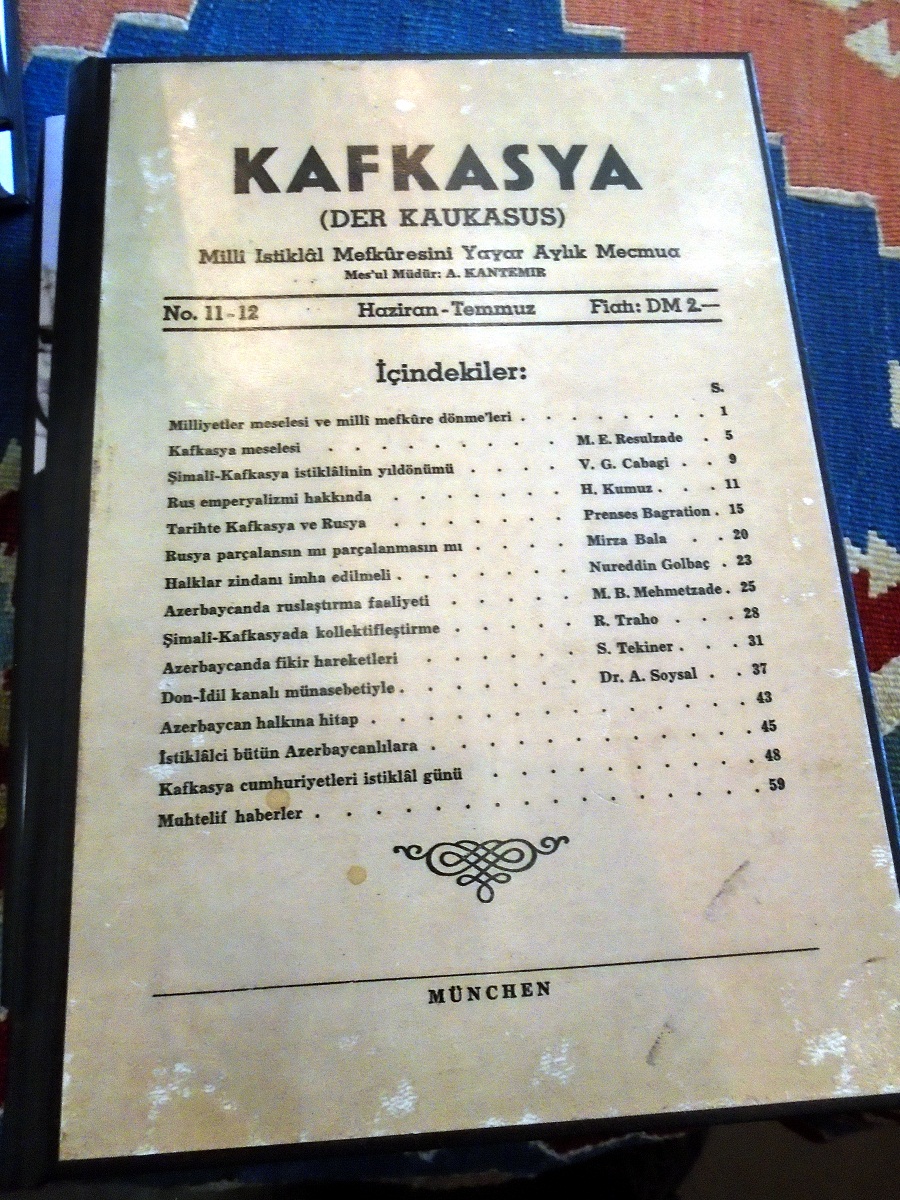 KAFKASYA
(DER KAUKASUS)
Milli Istiklâl Mefkûresini Yayar Aylık Mecmua
Mes'ul Müdür: A. KANTEMIR
No. 11-12 Haziran-Temmuz Fiatı: DM 2.—
İçindekiler:
S.
Milliyetler meselesi ve millî mefkûre dönme'leri . . . . . . . . 1
Kafkasya meselesi . . . . . . . . . M. E. Resulzade . 5
Şimalî-Kafkasya istiklâlinin yıldönümü . . . . V. G. Cabagi . . 9
Rus emperyalizmi hakkında . . . . . . . H. Kumuz . . . 11
Tarihte Kafkasya ve Rusya . . . . . . . Prenses Bagration . 15
Rusya parçalansın mı parçalanmasın mı . . . . Mirza Bala . . 20
Halklar zindanı imha edilmeli . . . . . . . Nureddin Golbaç . 23
Azerbaycanda ruslaştırma faaliyeti . . . . . M. B. Mehmetzade . 25
Şimalî-Kafkasyada kollektifleştirme . . . . . R. Traho . . . 28
Azerbaycanda fikir hareketleri . . . . . . S. Tekiner . . . 31
Don-İdil kanalı münasebetiyle . . . . . . . Dr. A. Soysal . . 37
Azerbaycan halkına hitap . . . . . . . . . . . . . 43
İstiklâlci bütün Azerbaycanlılara . . . . . . . . . . . . 45
Kafkasya cumhuriyetleri istiklâl günü . . . . . . . . . . 48
Muhtelif haberler . . . . . . . . . . . . . . . . 59
MÜNCHEN